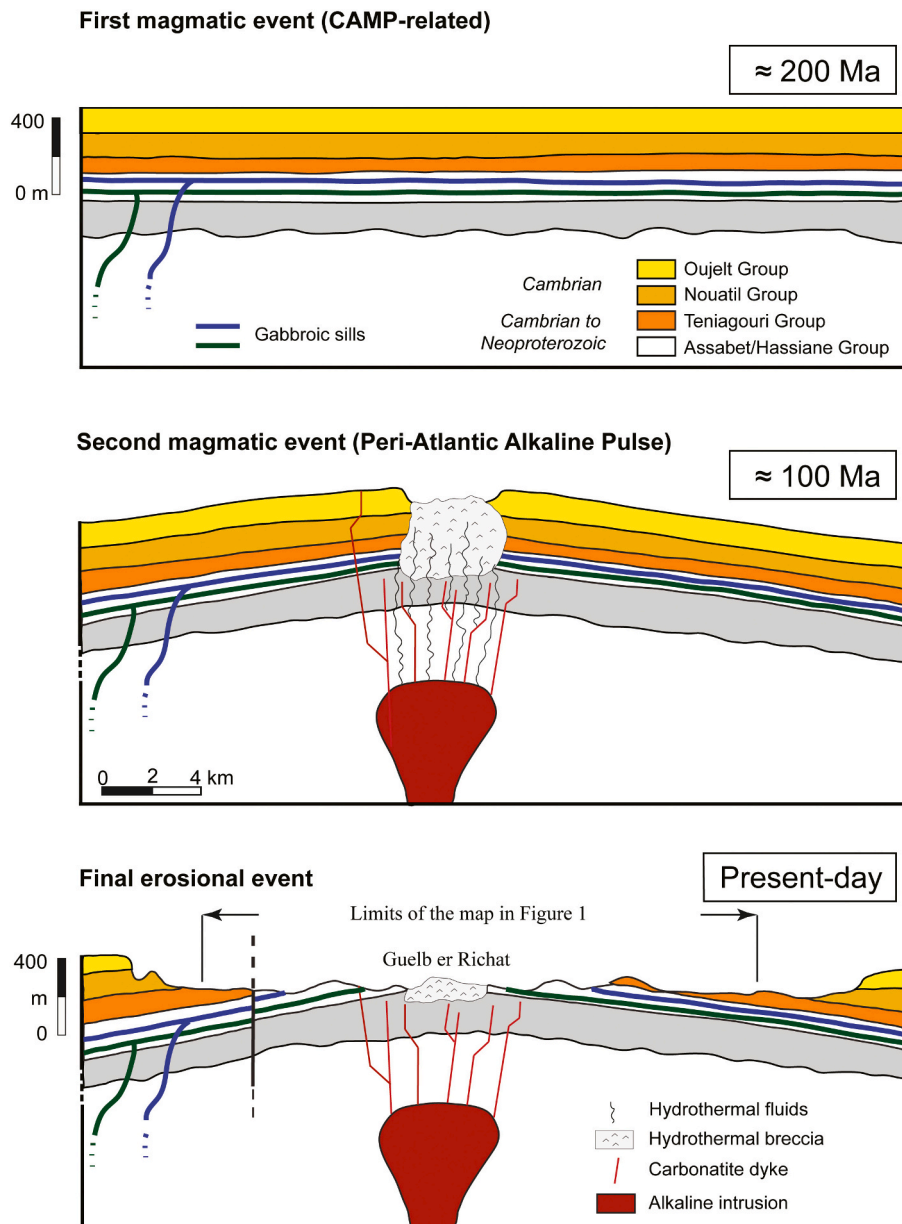 First magmatic event (CAMP-related)
≈ 200 Ma
400
0 m
Gabbroic sills
Cambrian
Cambrian to
Neoproterozoic
Oujelt Group
Nouatil Group
Teniagouri Group
Assabet/Hassiane Group
Second magmatic event (Peri-Atlantic Alkaline Pulse)
≈ 100 Ma
0 2 4 km
Final erosional event
Present-day
Limits of the map in Figure 1
Guelb er Richat
400
m
0
Hydrothermal fluids
Hydrothermal breccia
Carbonatite dyke
Alkaline intrusion